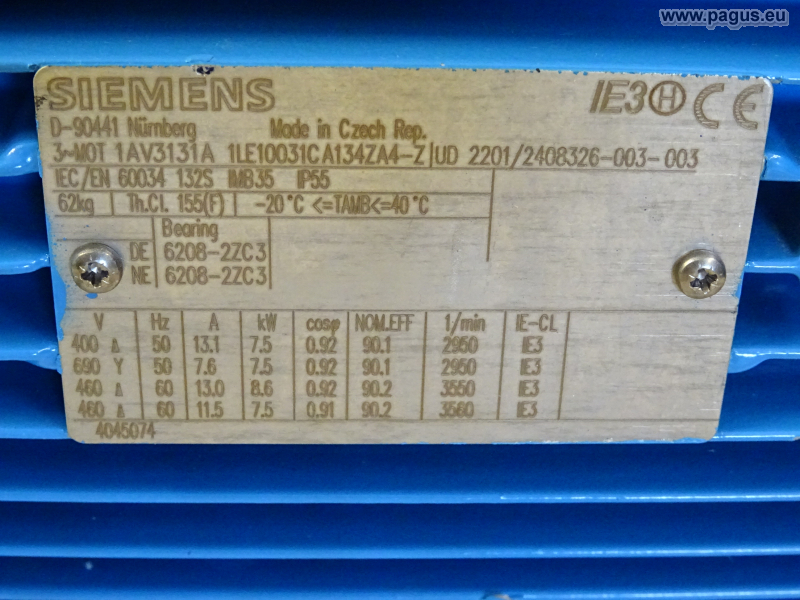 www.pagus.eu
SIEMENS IE3 H CE
D-90441 Nürnberg Made in Czech Rep.
3~MOT 1AV3131A 1LE10031CA134ZA4-Z UD 2201/2408326-003-003
IEC/EN 60034 132S IMB35 IP55
62kg Th.Cl. 155(F) -20°C <=TAMB<=40°C
Bearing
DE 6208-2ZC3
NE 6208-2ZC3
V Hz A kW cosφ NOM.EFF 1/min IE-CL
400 Δ 50 13.1 7.5 0.92 90.1 2950 IE3
690 Y 50 7.6 7.5 0.92 90.1 2950 IE3
460 Δ 60 13.0 8.6 0.92 90.2 3550 IE3
460 Δ 60 11.5 7.5 0.91 90.2 3560 IE3
4045074